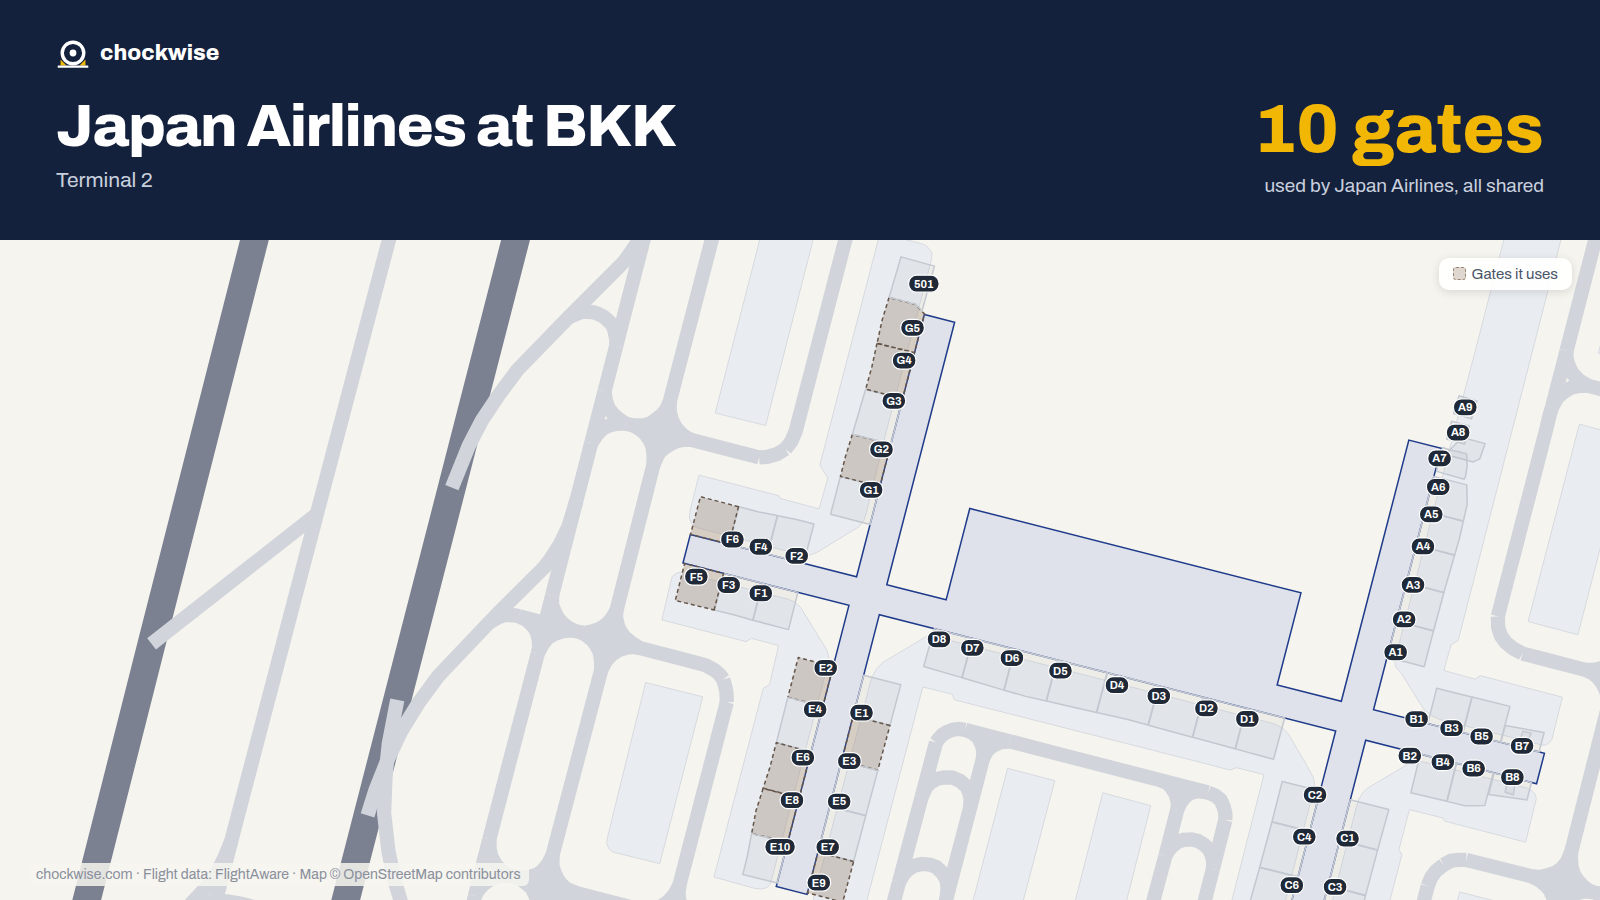 chockwise
Japan Airlines at BKK
Terminal 2
10 gates
used by Japan Airlines, all shared
Gates it uses
501
G5
G4
G3
G2
G1
F6
F4
F2
F5
F3
F1
E2
E4
E1
E6
E3
E8
E5
E10
E7
E9
D8
D7
D6
D5
D4
D3
D2
D1
A9
A8
A7
A6
A5
A4
A3
A2
A1
B1
B3
B5
B7
B2
B4
B6
B8
C2
C4
C1
C6
C3
chockwise.com · Flight data: FlightAware · Map © OpenStreetMap contributors